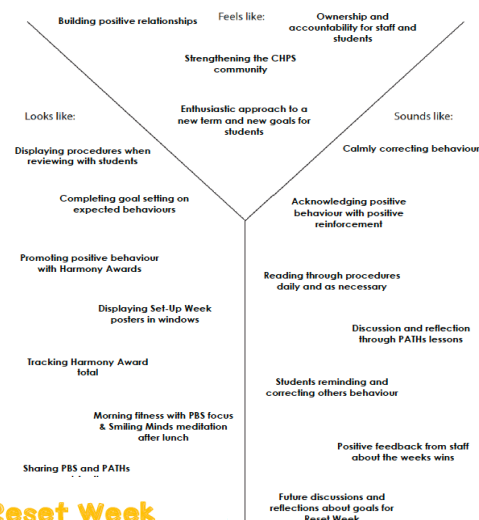 Feels like:
Building positive relationships
Ownership and
accountability for staff and
students
Strengthening the CHPS
community
Enthusiastic approach to a
new term and new goals for
students
Looks like:
Displaying procedures when
reviewing with students
Completing goal setting on
expected behaviours
Promoting positive behaviour
with Harmony Awards
Displaying Set-Up Week
posters in windows
Tracking Harmony Award
total
Morning fitness with PBS focus
& Smiling Minds meditation
after lunch
Sharing PBS and PATHs
Sounds like:
Calmly correcting behaviour
Acknowledging positive
behaviour with positive
reinforcement
Reading through procedures
daily and as necessary
Discussion and reflection
through PATHs lessons
Students reminding and
correcting others behaviour
Positive feedback from staff
about the weeks wins
Future discussions and
reflections about goals for
Reset Week
Reset Week